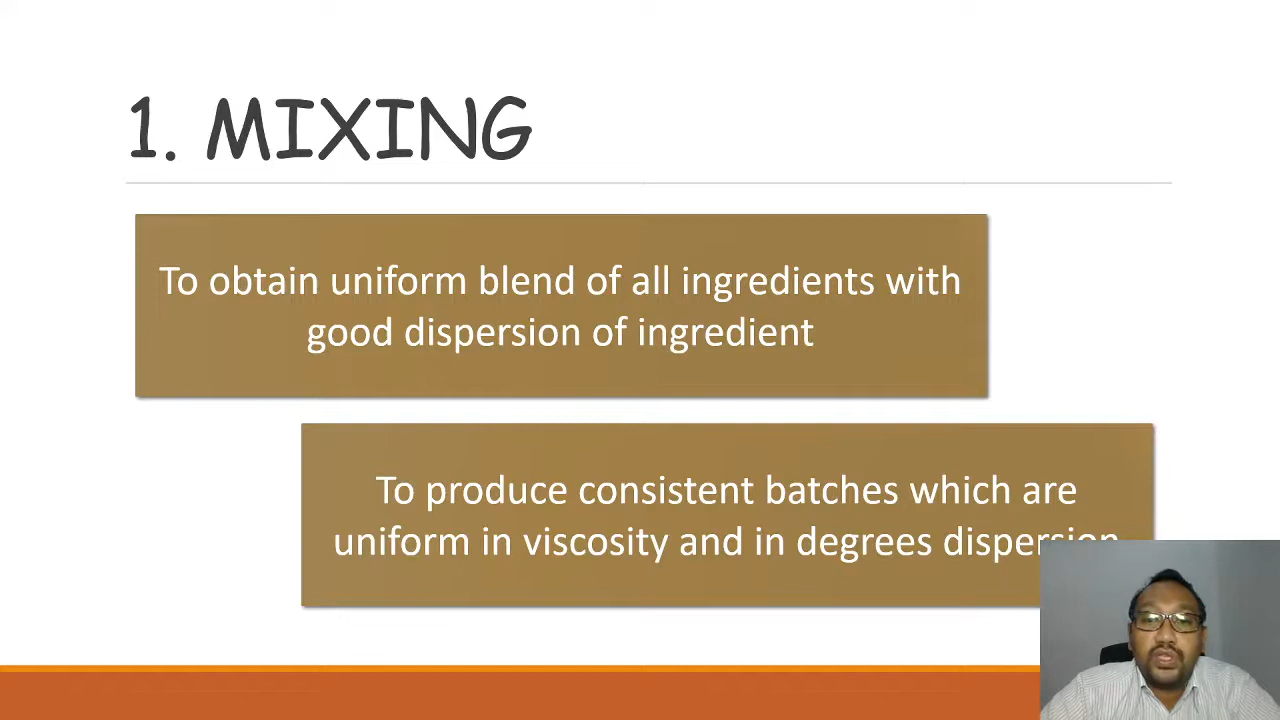 1. MIXING
To obtain uniform blend of all ingredients with
good dispersion of ingredient
To produce consistent batches which are
uniform in viscosity and in degrees dispersion